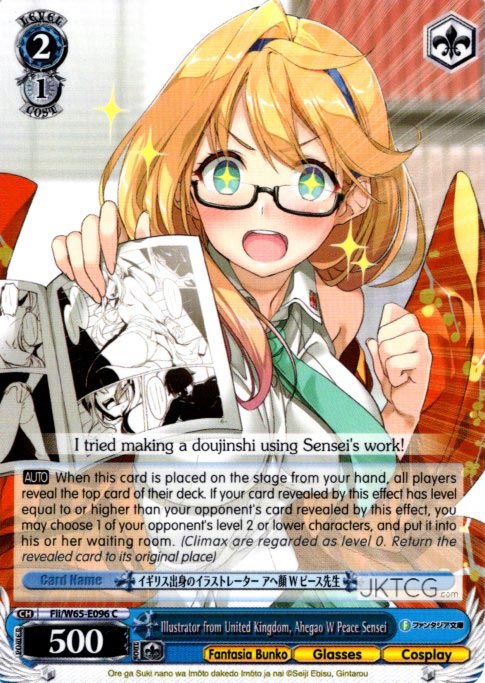 LEVEL
2
1
COST
I tried making a doujinshi using Sensei's work!
AUTO When this card is placed on the stage from your hand, all players
reveal the top card of their deck. If your card revealed by this effect has level
equal to or higher than your opponent's card revealed by this effect, you
may choose 1 of your opponent's level 2 or lower characters, and put it into
his or her waiting room. (Climax are regarded as level 0. Return the
revealed card to its original place)
Card Name イギリス出身のイラストレーター アヘ顔Wピース先生
JKTCG.com
CH Fii/W65-E096 C
POWER 500 SOUL Illustrator from United Kingdom, Ahegao W Peace Sensei F ファンタジア文庫
Fantasia Bunko Glasses Cosplay
Ore ga Suki nano wa Imōto dakedo Imōto ja nai ©Seiji Ebisu, Gintarou